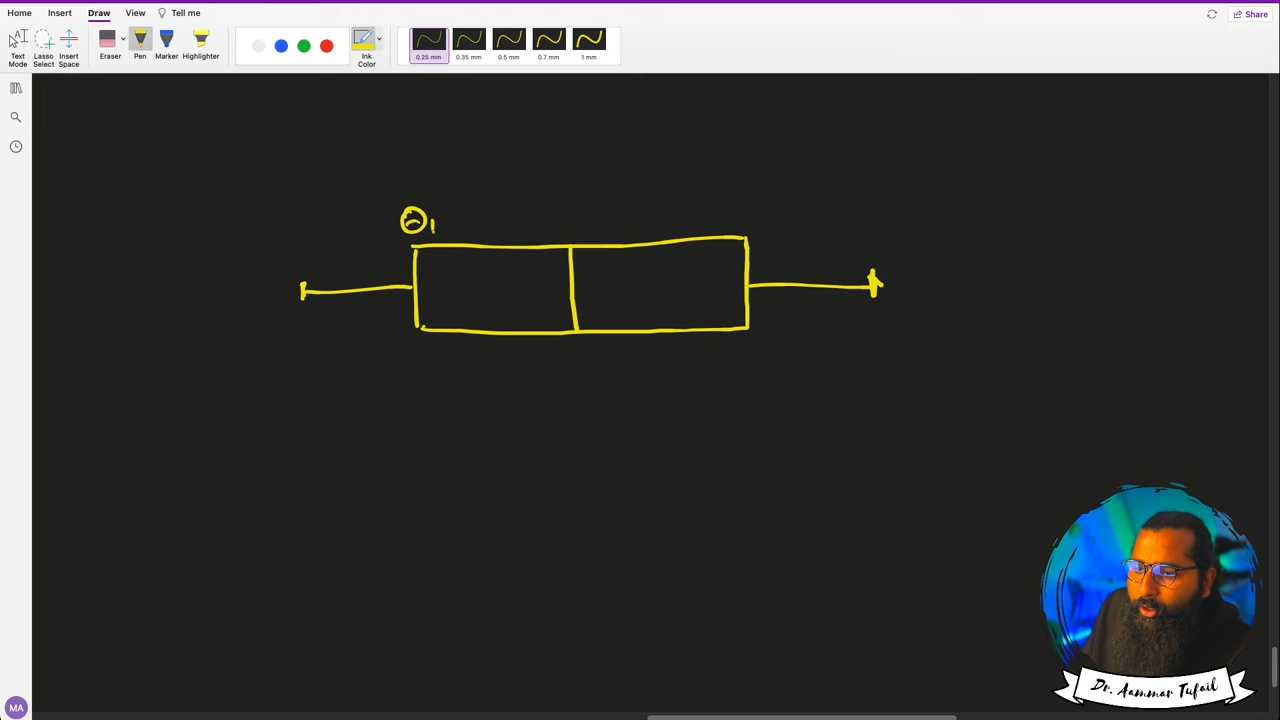 Home Insert Draw View Tell me
Share
Text Mode
Lasso Select
Insert Space
Eraser
Pen
Marker
Highlighter
Ink Color
0.25 mm
0.35 mm
0.5 mm
0.7 mm
1 mm
Q1
MA
Dr. Aammar Tufail